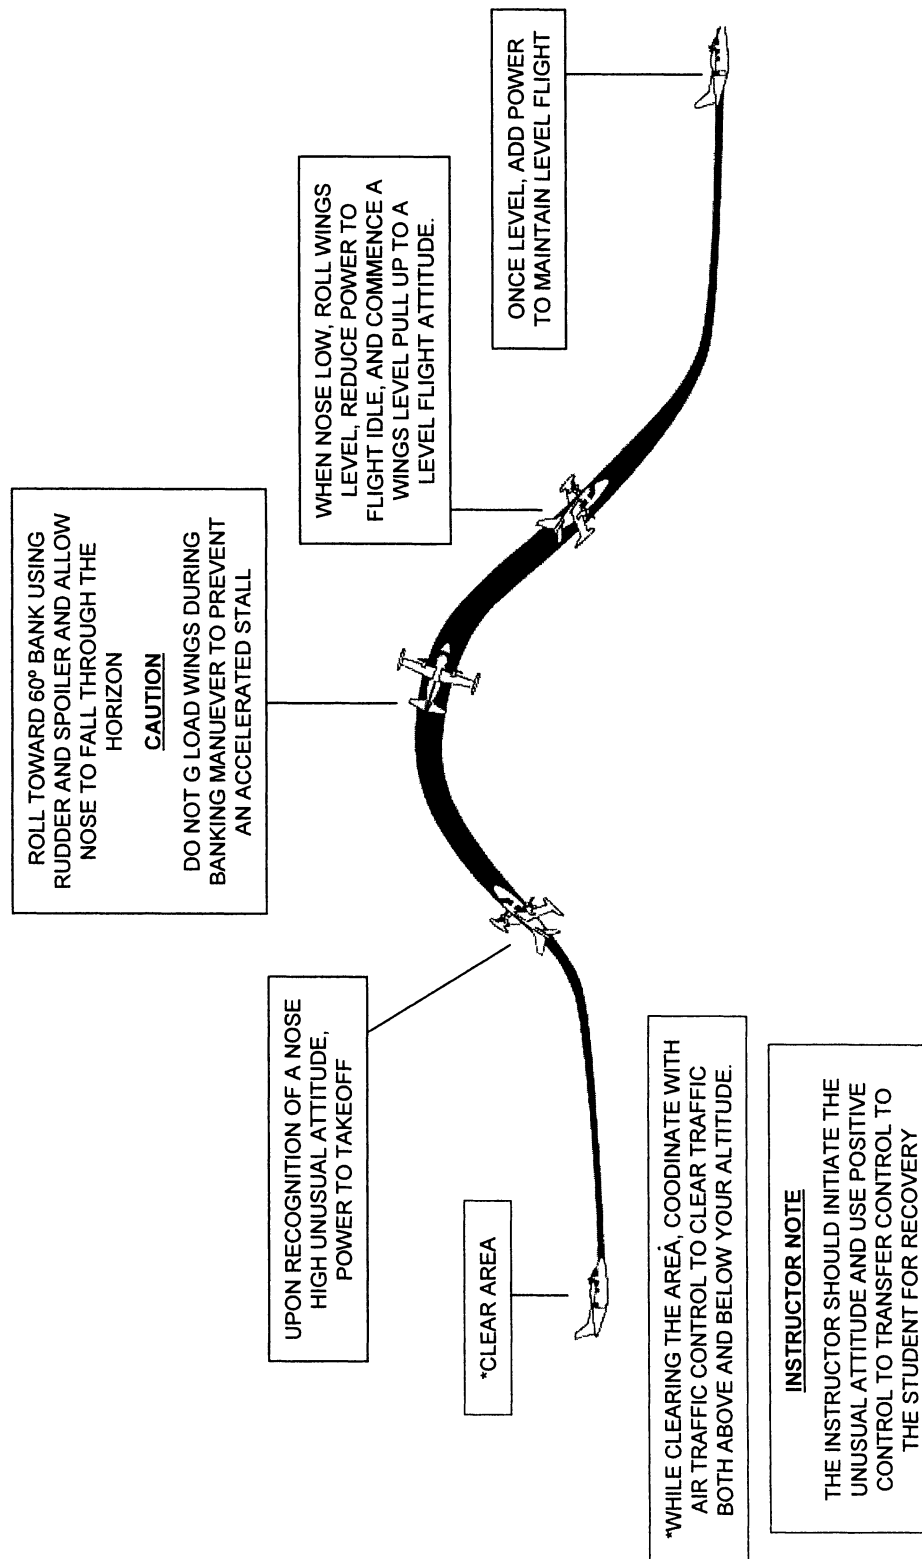 *CLEAR AREA
UPON RECOGNITION OF A NOSE
HIGH UNUSUAL ATTITUDE,
POWER TO TAKEOFF
ROLL TOWARD 60º BANK USING
RUDDER AND SPOILER AND ALLOW
NOSE TO FALL THROUGH THE
HORIZON
CAUTION
DO NOT G LOAD WINGS DURING
BANKING MANUEVER TO PREVENT
AN ACCELERATED STALL
WHEN NOSE LOW, ROLL WINGS
LEVEL, REDUCE POWER TO
FLIGHT IDLE, AND COMMENCE A
WINGS LEVEL PULL UP TO A
LEVEL FLIGHT ATTITUDE.
ONCE LEVEL, ADD POWER
TO MAINTAIN LEVEL FLIGHT
*WHILE CLEARING THE AREA, COODINATE WITH
AIR TRAFFIC CONTROL TO CLEAR TRAFFIC
BOTH ABOVE AND BELOW YOUR ALTITUDE.
INSTRUCTOR NOTE
THE INSTRUCTOR SHOULD INITIATE THE
UNUSUAL ATTITUDE AND USE POSITIVE
CONTROL TO TRANSFER CONTROL TO
THE STUDENT FOR RECOVERY